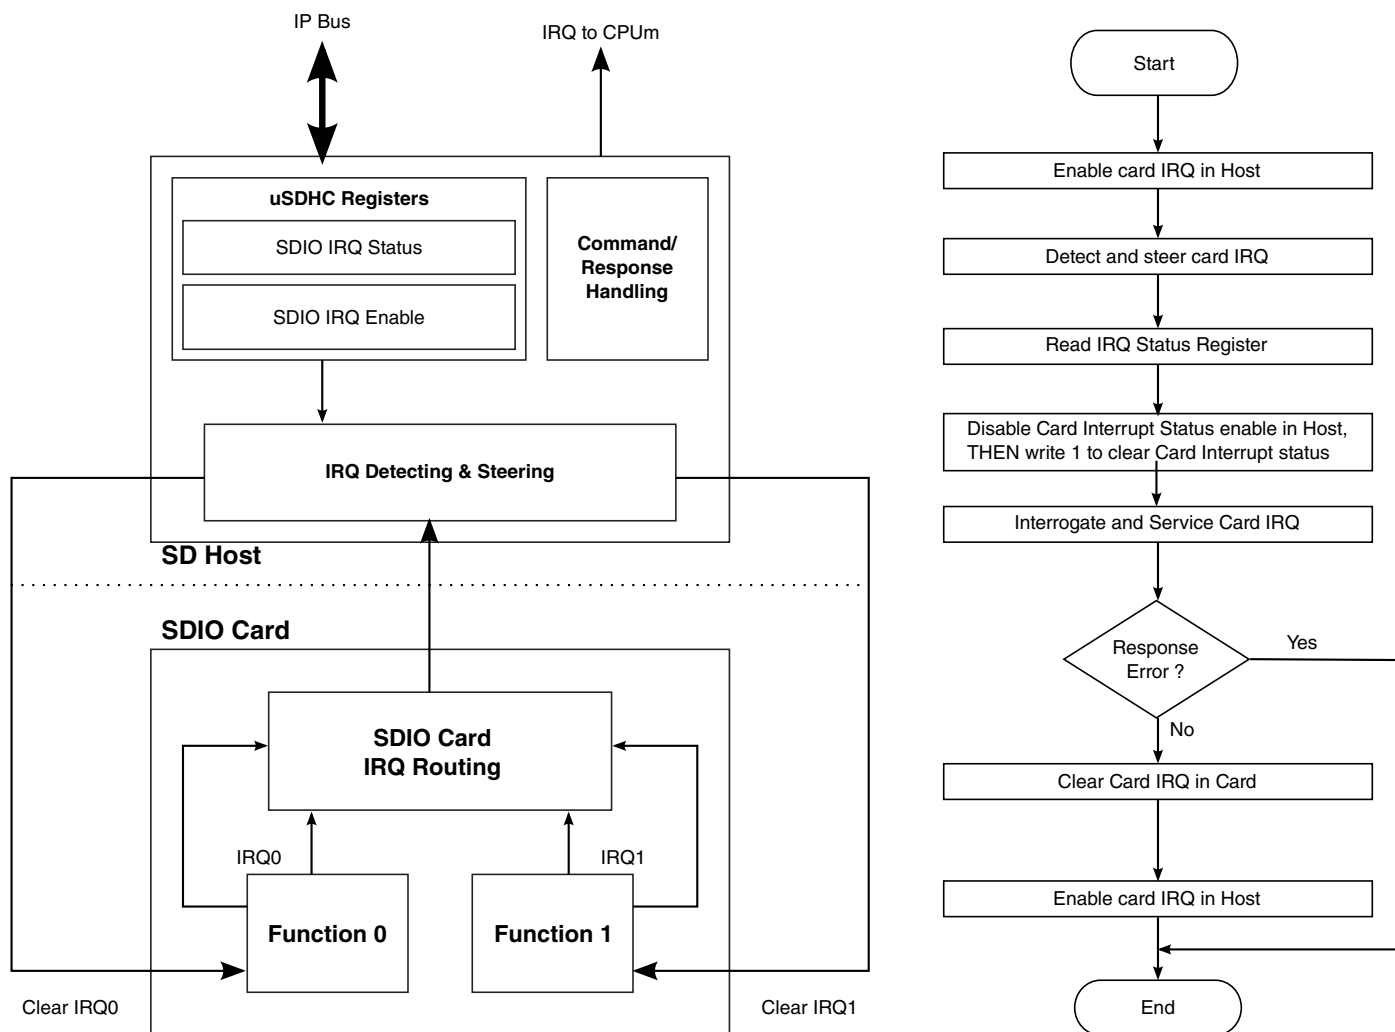 IP Bus
IRQ to CPUm
uSDHC Registers
SDIO IRQ Status
SDIO IRQ Enable
Command/
Response
Handling
IRQ Detecting & Steering
SD Host
SDIO Card
SDIO Card
IRQ Routing
IRQ0
IRQ1
Function 0
Function 1
Clear IRQ0
Clear IRQ1
Start
Enable card IRQ in Host
Detect and steer card IRQ
Read IRQ Status Register
Disable Card Interrupt Status enable in Host,
THEN write 1 to clear Card Interrupt status
Interrogate and Service Card IRQ
Response
Error ?
Yes
No
Clear Card IRQ in Card
Enable card IRQ in Host
End